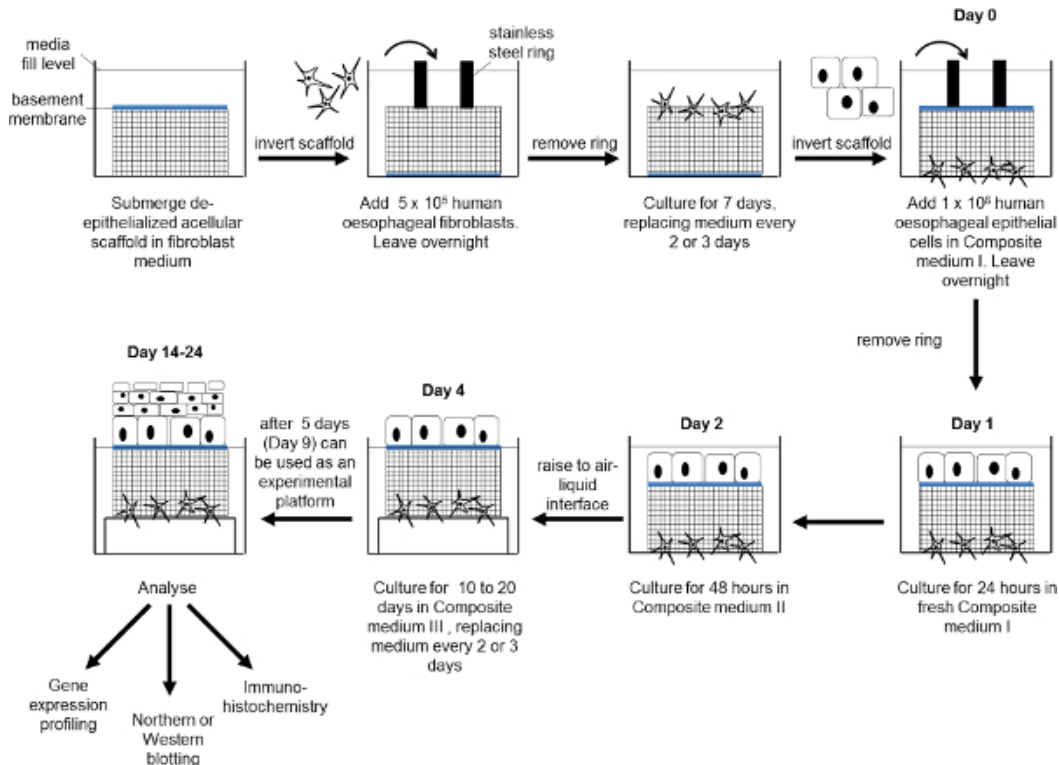 media
fill level
basement
membrane
Submerge de-
epithelialized acellular
scaffold in fibroblast
medium
invert scaffold
stainless
steel ring
Add 5 x 10⁵ human
oesophageal fibroblasts.
Leave overnight
remove ring
Culture for 7 days,
replacing medium every
2 or 3 days
invert scaffold
Day 0
Add 1 x 10⁶ human
oesophageal epithelial
cells in Composite
medium I. Leave
overnight
remove ring
Day 1
Culture for 24 hours in
fresh Composite
medium I
Day 2
Culture for 48 hours in
Composite medium II
raise to air-
liquid
interface
Day 4
Culture for 10 to 20
days in Composite
medium III , replacing
medium every 2 or 3
days
after 5 days
(Day 9) can
be used as an
experimental
platform
Day 14-24
Analyse
Gene
expression
profiling
Northern or
Western
blotting
Immuno-
histochemistry